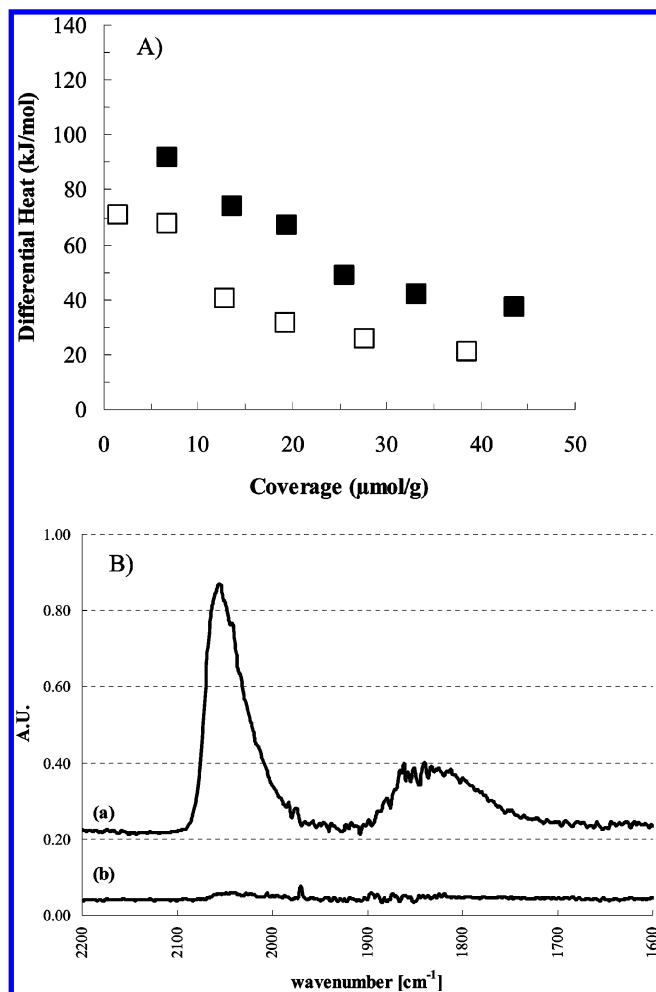 A)
Differential Heat (kJ/mol)
140
120
100
80
60
40
20
0
0 10 20 30 40 50
Coverage (μmol/g)
B)
A.U.
1.00
0.80
0.60
0.40
0.20
0.00
(a)
(b)
2200 2100 2000 1900 1800 1700 1600
wavenumber [cm⁻¹]